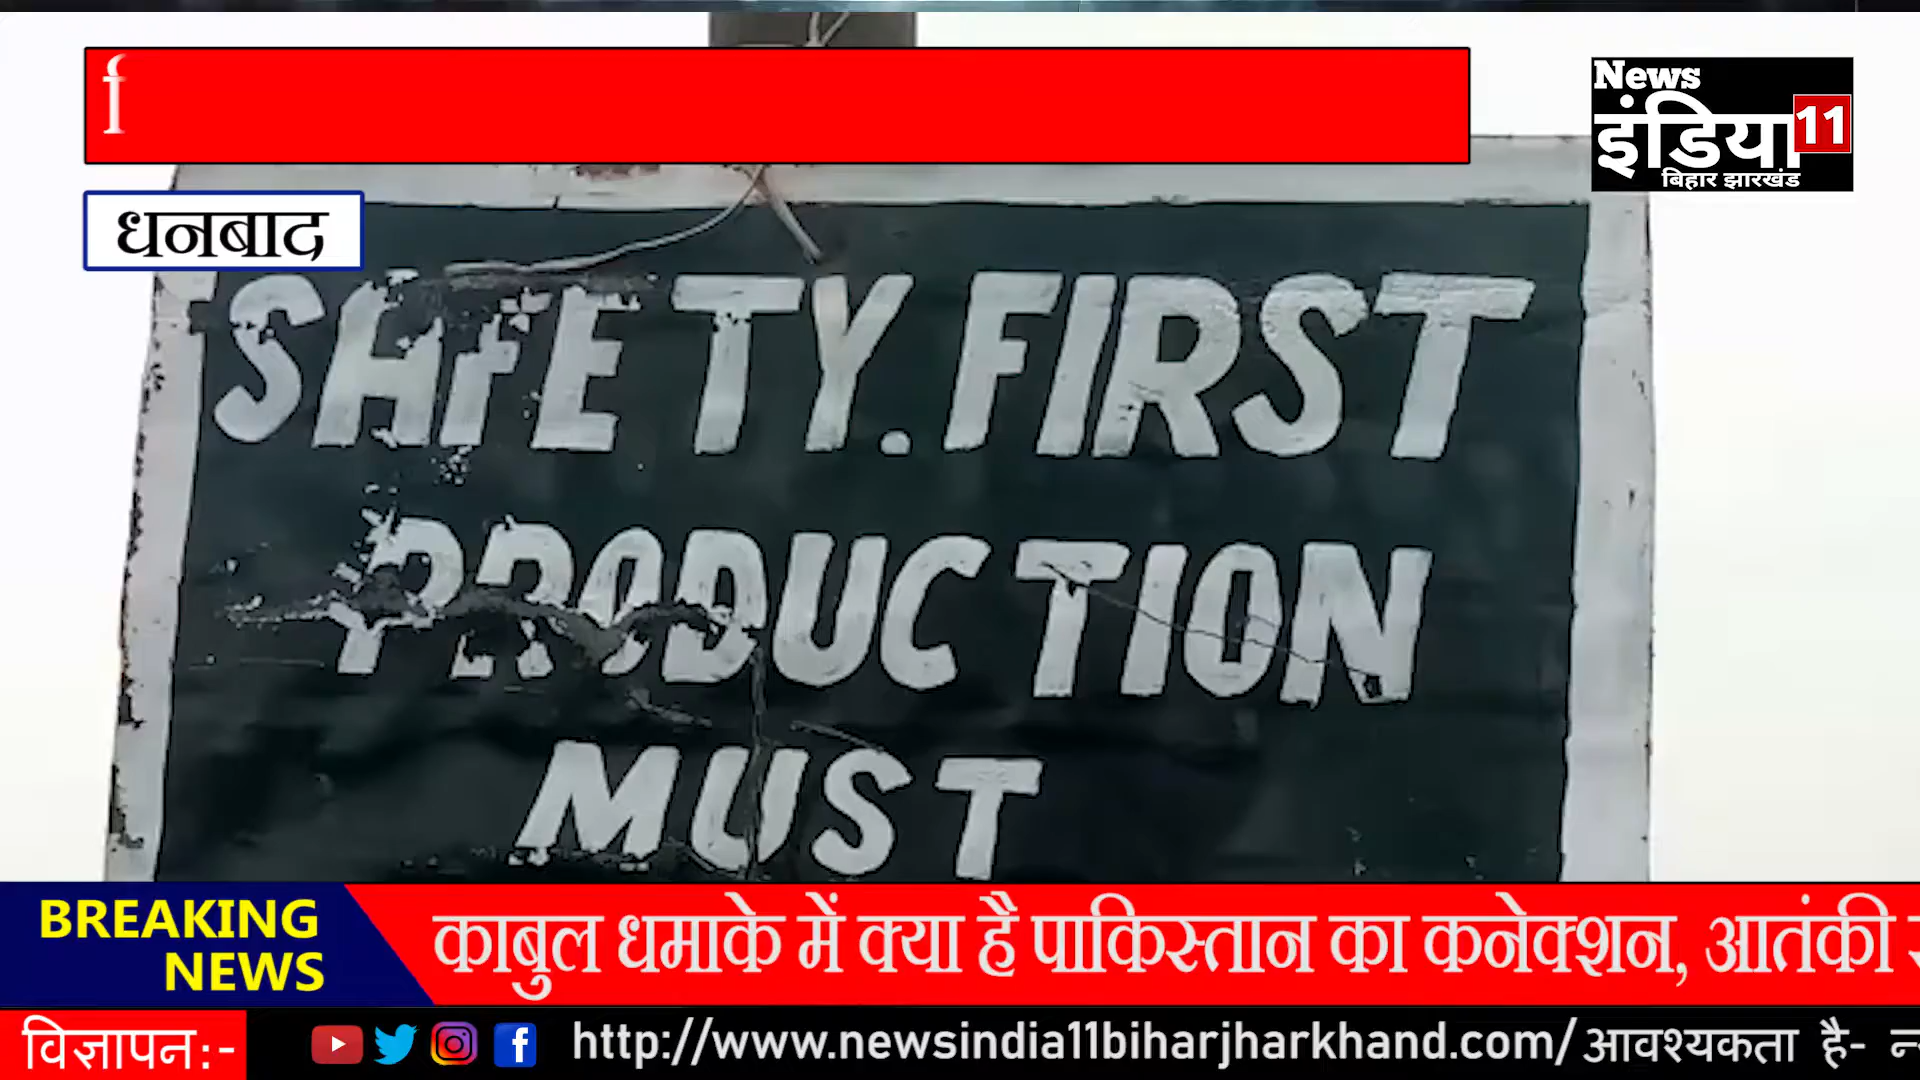 News
इंडिया 11
बिहार झारखंड
धनबाद
SAFETY. FIRST
PRODUCTION
MUST
BREAKING
NEWS
काबुल धमाके में क्या है पाकिस्तान का कनेक्शन, आतंकी
विज्ञापन:-
http://www.newsindia11biharjharkhand.com/ आवश्यकता है-